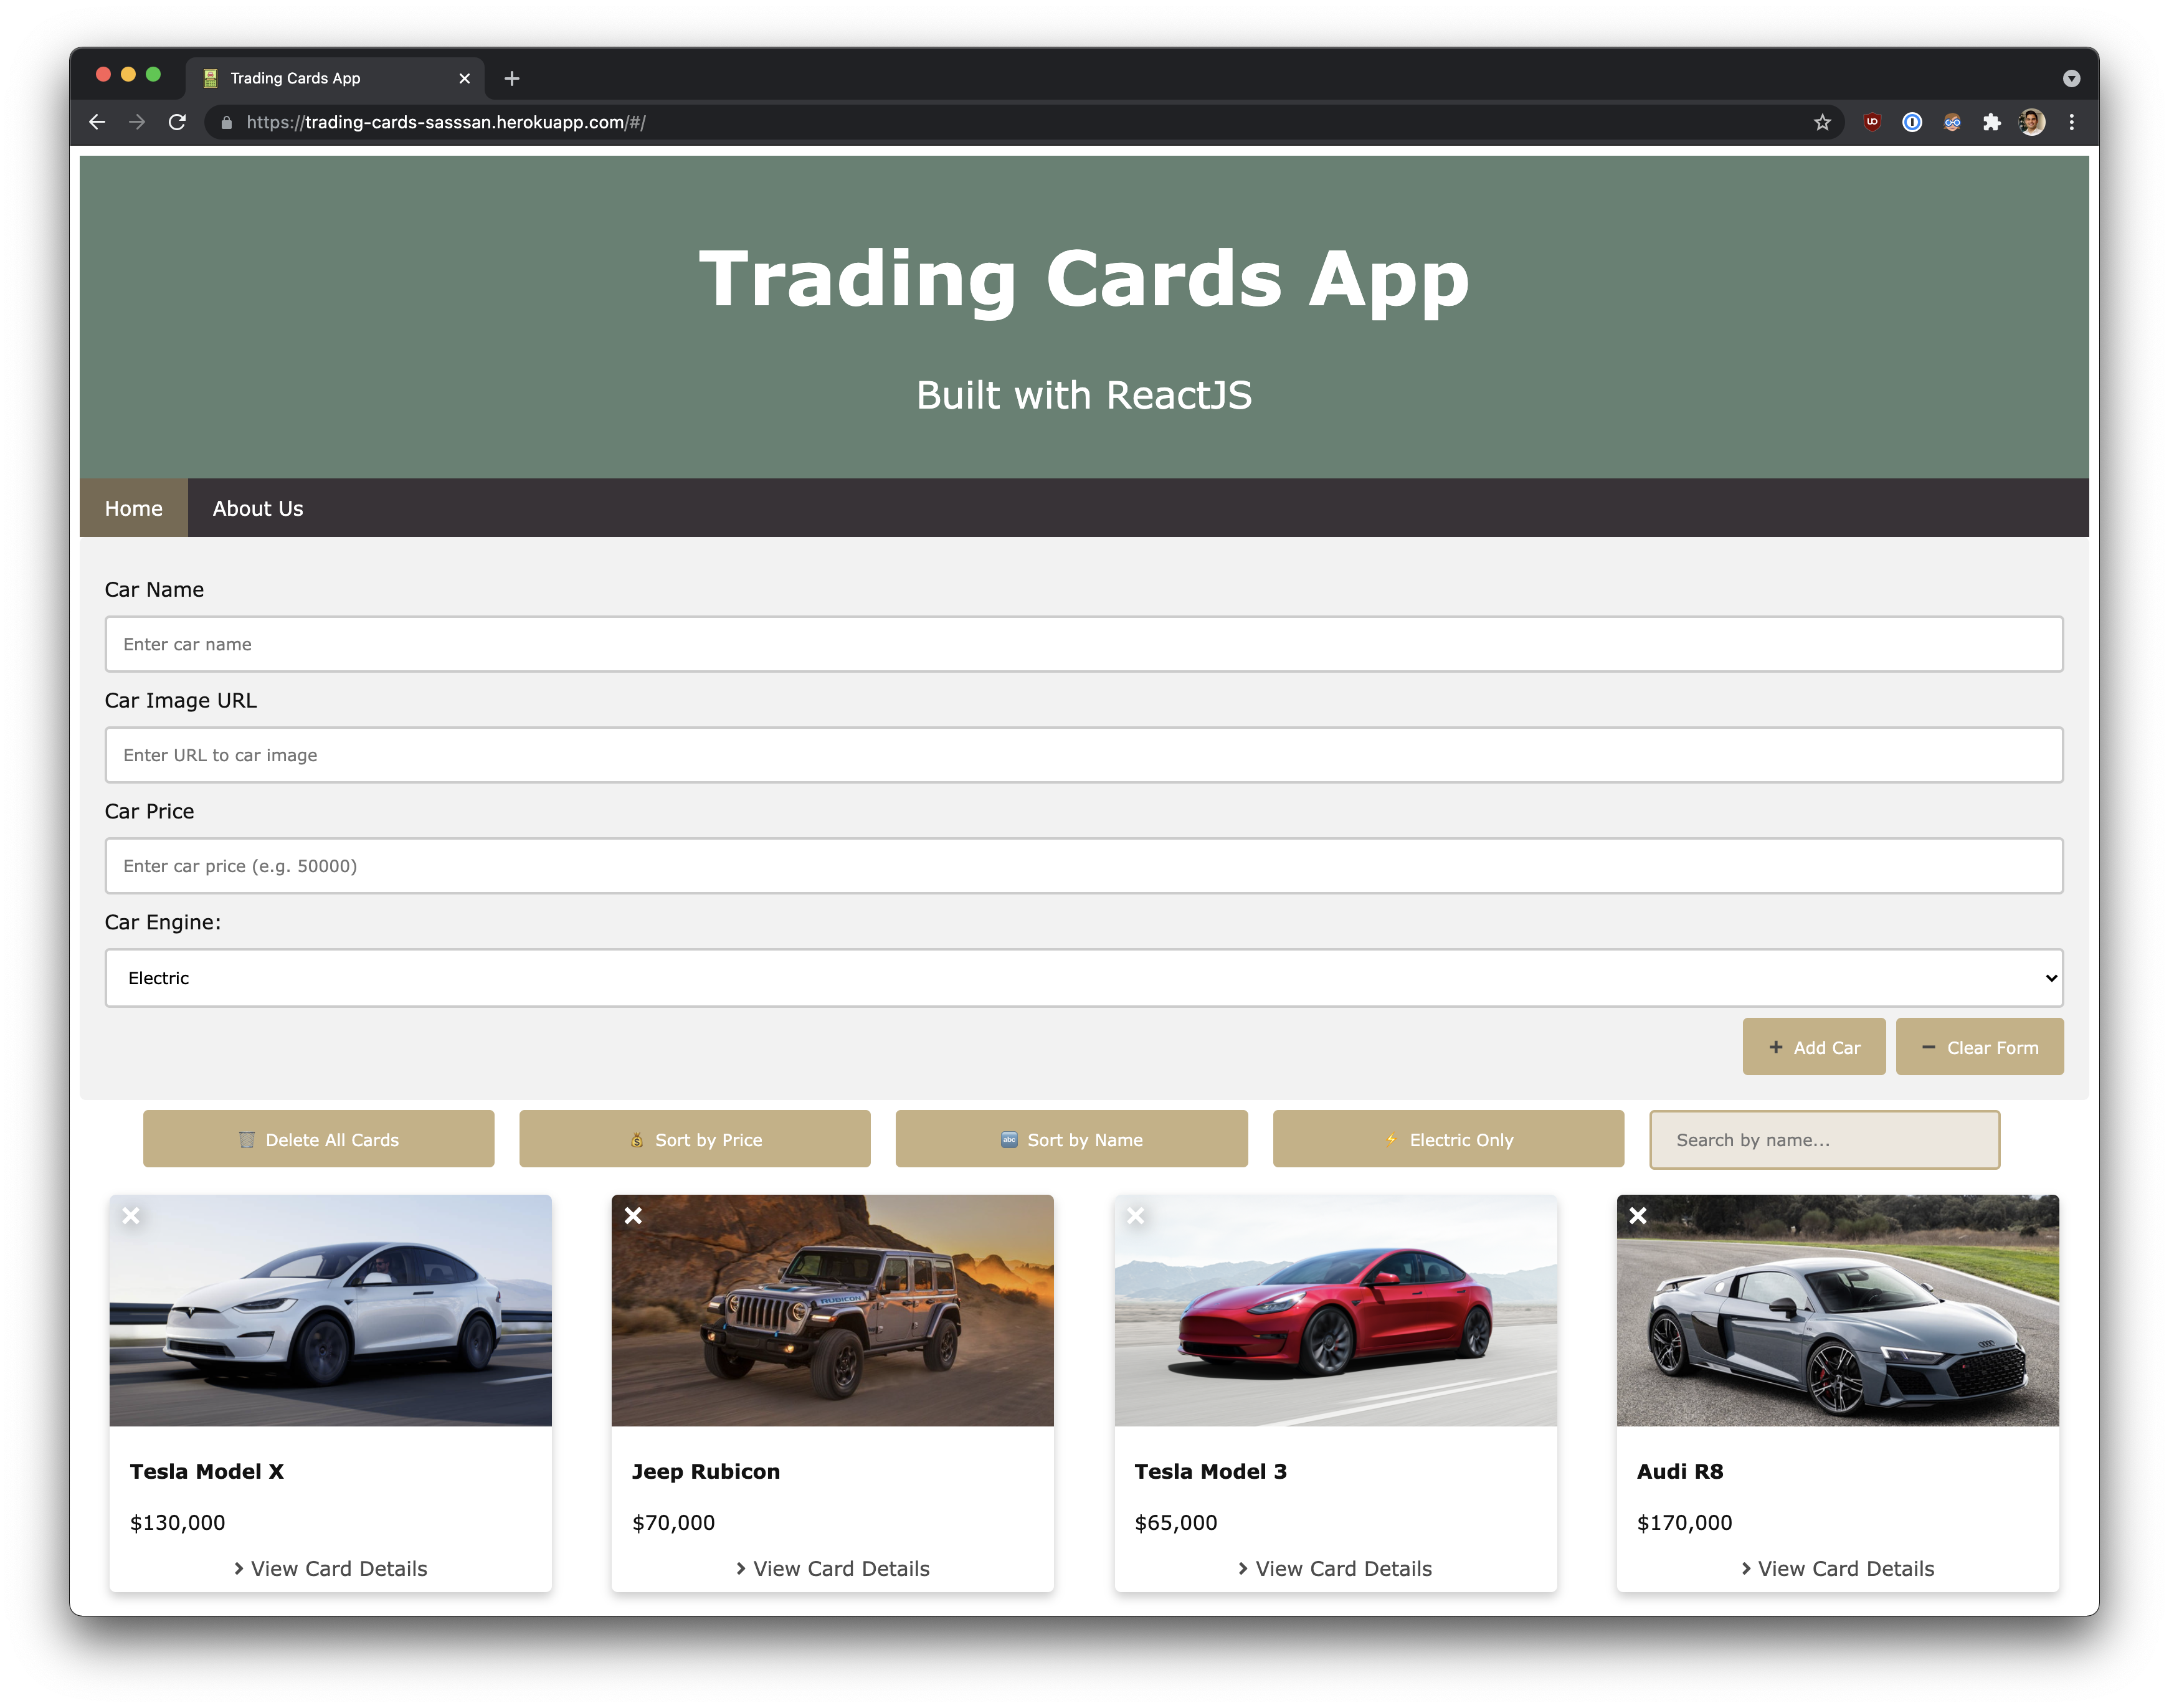 Trading Cards App
https://trading-cards-sasssan.herokuapp.com/#/
Trading Cards App
Built with ReactJS
Home About Us
Car Name
Enter car name
Car Image URL
Enter URL to car image
Car Price
Enter car price (e.g. 50000)
Car Engine:
Electric
+ Add Car − Clear Form
Delete All Cards Sort by Price abc Sort by Name Electric Only Search by name...
RUBICON
Tesla Model X
$130,000
View Card Details
Jeep Rubicon
$70,000
View Card Details
Tesla Model 3
$65,000
View Card Details
Audi R8
$170,000
View Card Details